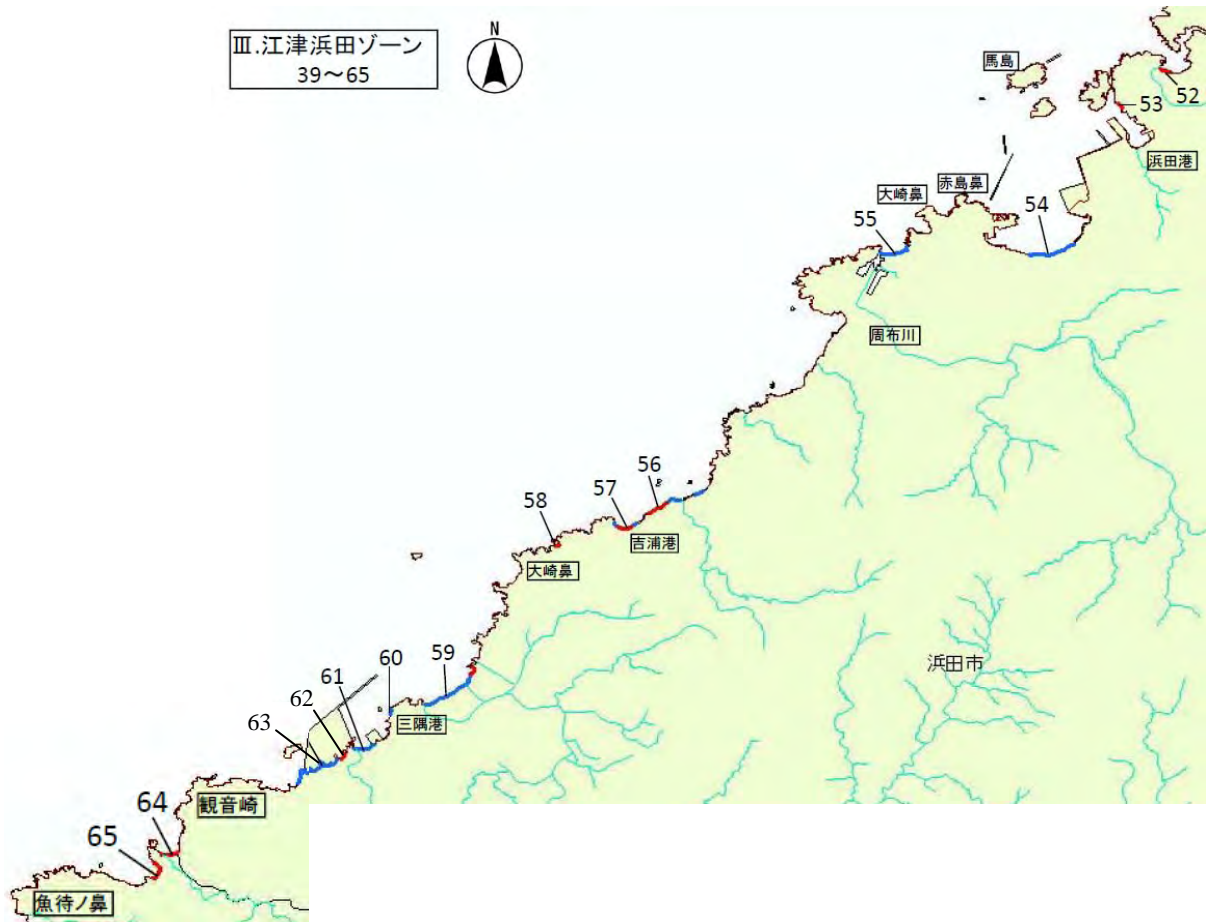 Ⅲ.江津浜田ゾーン
39～65
N
馬島
52
53
浜田港
赤島鼻
大崎鼻
54
55
周布川
56
57
58
吉浦港
大崎鼻
浜田市
59
60
61
62
三隅港
63
観音崎
64
65
魚待ノ鼻